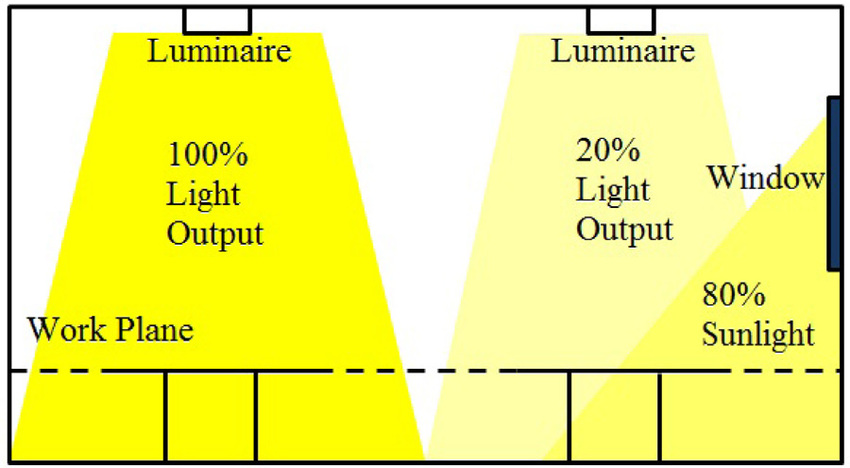 Luminaire
100%
Light
Output
Work Plane
Luminaire
20%
Light
Output
Window
80%
Sunlight